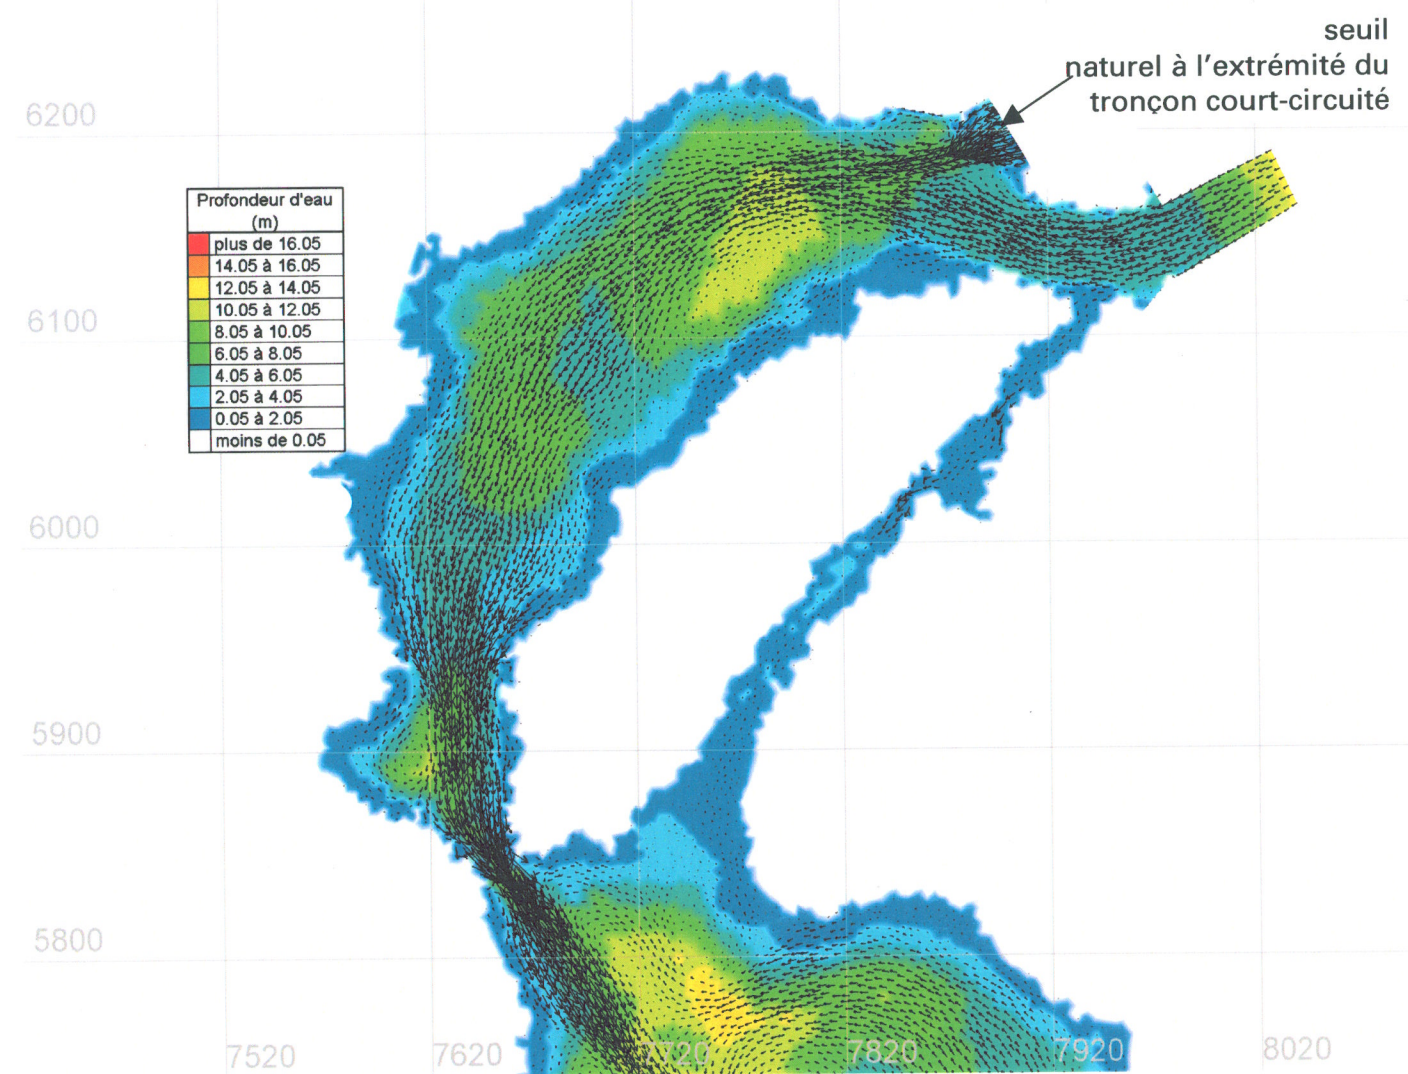 seuil
naturel à l'extrémité du
tronçon court-circuité
6200
Profondeur d'eau
(m)
plus de 16.05
14.05 à 16.05
12.05 à 14.05
10.05 à 12.05
8.05 à 10.05
6.05 à 8.05
4.05 à 6.05
2.05 à 4.05
0.05 à 2.05
moins de 0.05
6100
6000
5900
5800
7520
7620
7720
7820
7920
8020